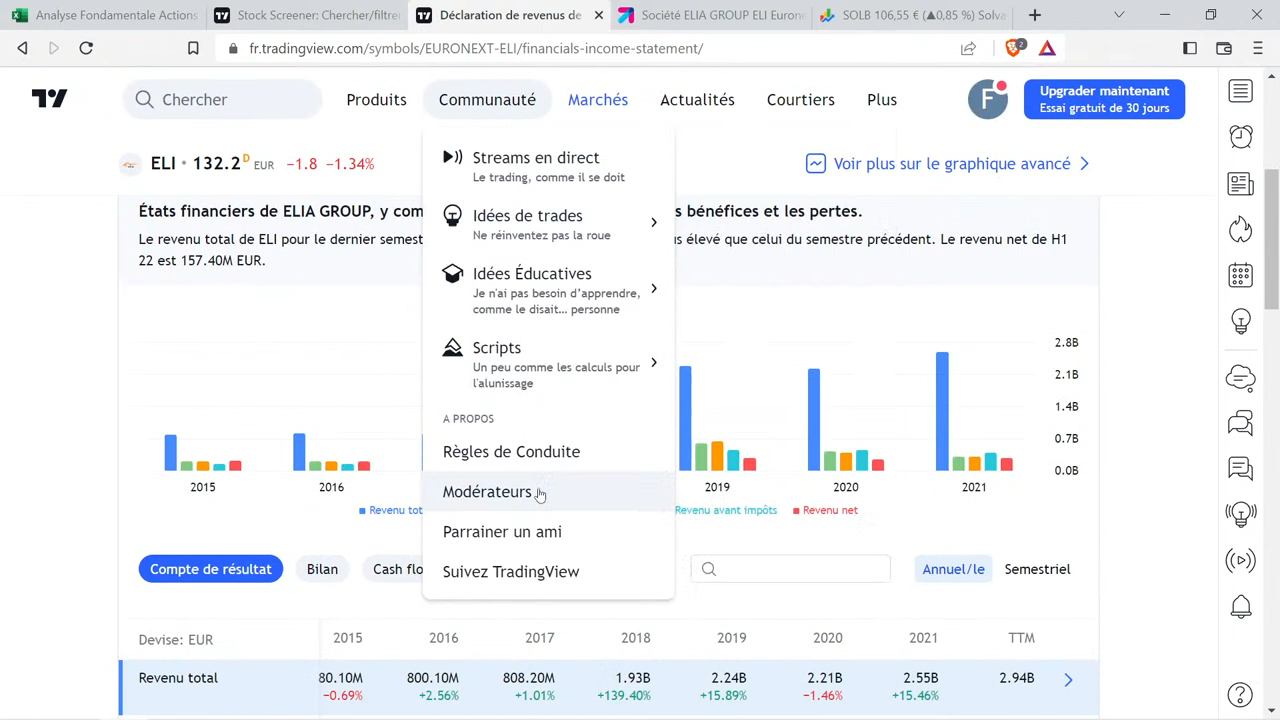 Analyse Fondamentale Actions
Stock Screener: Chercher/filtrer
Déclaration de revenus de
Société ELIA GROUP ELI Eurone
SOLB 106,55 € (▲0,85 %) Solva
fr.tradingview.com/symbols/EURONEXT-ELI/financials-income-statement/
2
Chercher
Produits
Communauté
Marchés
Actualités
Courtiers
Plus
F
Upgrader maintenant
Essai gratuit de 30 jours
ELI • 132.2 D EUR −1.8 −1.34%
Voir plus sur le graphique avancé
Streams en direct
Le trading, comme il se doit
Idées de trades
Ne réinventez pas la roue
Idées Éducatives
Je n'ai pas besoin d’apprendre,
comme le disait... personne
Scripts
Un peu comme les calculs pour
l'alunissage
A PROPOS
Règles de Conduite
Modérateurs
Parrainer un ami
Suivez TradingView
États financiers de ELIA GROUP, y com s bénéfices et les pertes.
Le revenu total de ELI pour le dernier semest us élevé que celui du semestre précédent. Le revenu net de H1
22 est 157.40M EUR.
2.8B
2.1B
1.4B
0.7B
0.0B
2015 2016 2019 2020 2021
Revenu tot Revenu avant impôts Revenu net
Compte de résultat
Bilan
Cash flo
Annuel/le
Semestriel
Devise: EUR 2015 2016 2017 2018 2019 2020 2021 TTM
Revenu total 80.10M 800.10M 808.20M 1.93B 2.24B 2.21B 2.55B 2.94B
−0.69% +2.56% +1.01% +139.40% +15.89% −1.46% +15.46%